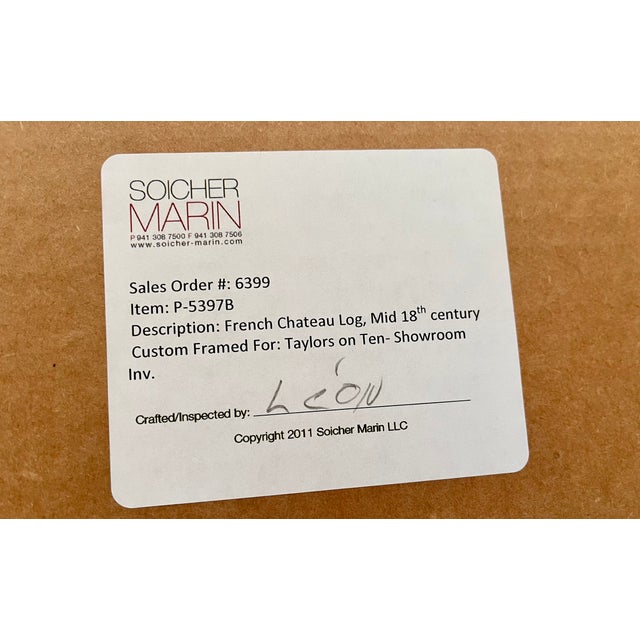 SOICHER
MARIN
P 941 308 7500 F 941 308 7506
www.soicher-marin.com
Sales Order #: 6399
Item: P-5397B
Description: French Chateau Log, Mid 18th century
Custom Framed For: Taylors on Ten- Showroom
Inv.
Crafted/Inspected by: LEÓN
Copyright 2011 Soicher Marin LLC